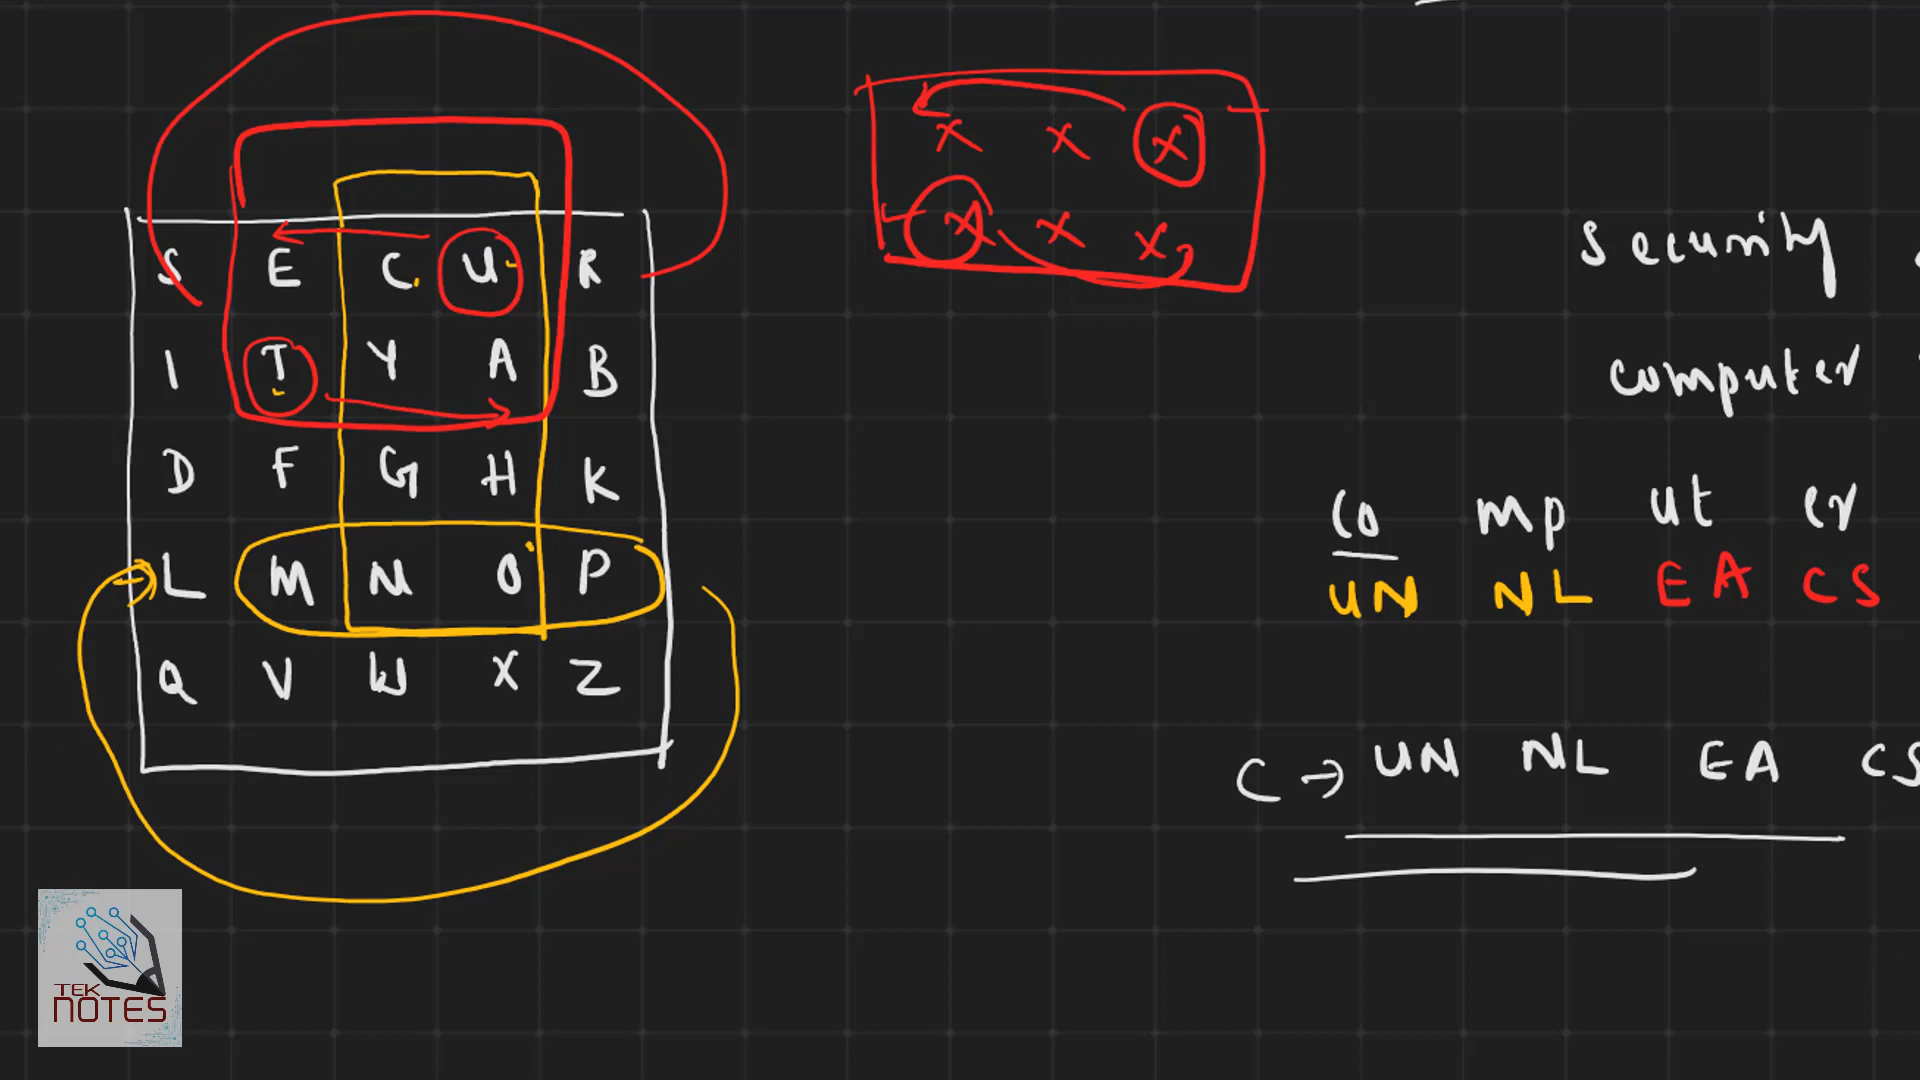 S E C U R
I T Y A B
D F G H K
L M N O P
Q V W X Z
x x x
x x x
security
computer
co mp ut er
UN NL EA CS
C → UN NL EA CS
TEK
NOTES